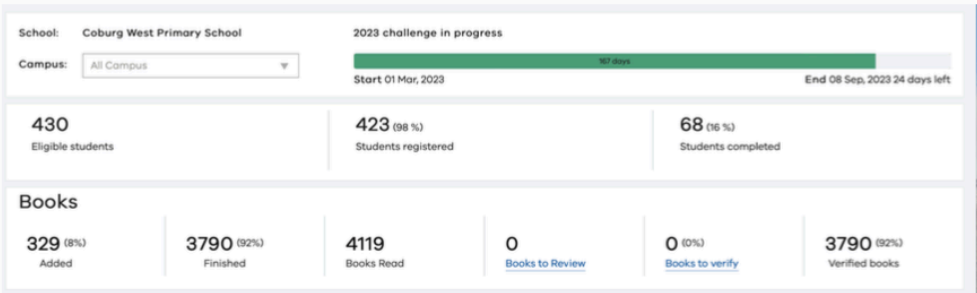 School: Coburg West Primary School
2023 challenge in progress
Campus: All Campus
167 days
Start 01 Mar, 2023
End 08 Sep, 2023 24 days left
430
Eligible students
423 (98 %)
Students registered
68 (16 %)
Students completed
Books
329 (8%)
Added
3790 (92%)
Finished
4119
Books Read
0
Books to Review
0 (0%)
Books to verify
3790 (92%)
Verified books